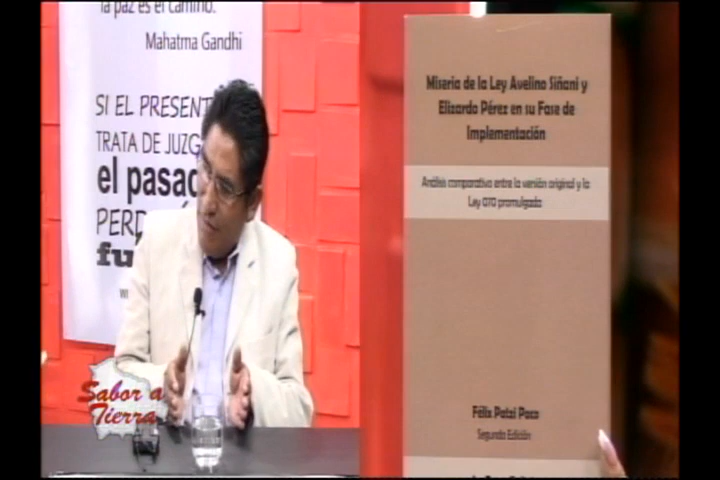 la paz es el camino.
Mahatma Gandhi
SI EL PRESENT
TRATA DE JUZG
el pasad
PERD
fu
Sabor a
Tierra
Miseria de la Ley Avelino Siñani y
Elizardo Pérez en su Fase de
Implementación
Análisis comparativo entre la versión original y la
Ley 070 promulgada
Félix Patzi Paco
Segunda Edición